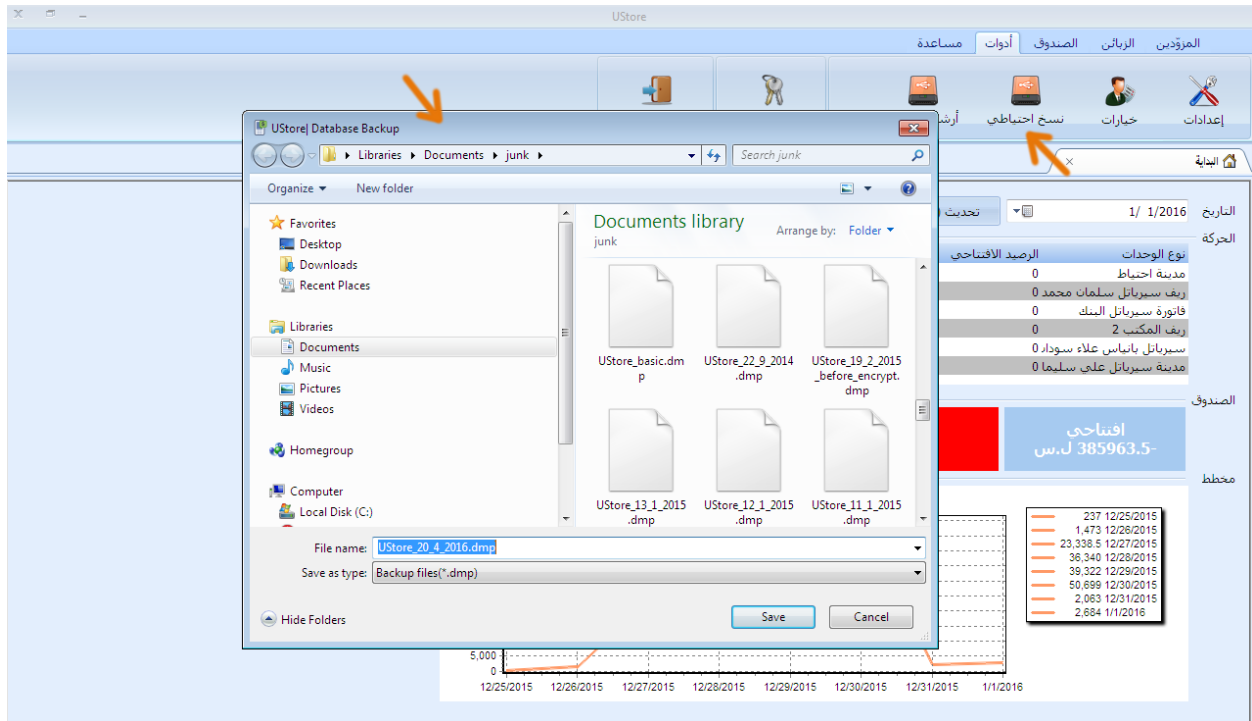 UStore
المزوّدين الزبائن الصندوق أدوات مساعدة
إعدادات خيارات نسخ احتياطي
البداية
التاريخ 1/ 1/2016 تحديث
الحركة
نوع الوحدات الرصيد الافتتاحي
مدينة احتياط 0
ريف سيرياتل سلمان محمد 0
فاتورة سيرياتل البنك 0
ريف المكتب 2 0
سيرياتل بانياس علاء سودا، 0
مدينة سيرياتل علي سليما 0
الصندوق
افتتاحي
-385963.5 ل.س
مخطط
237 12/25/2015
1,473 12/26/2015
23,338.5 12/27/2015
36,340 12/28/2015
39,322 12/29/2015
50,699 12/30/2015
2,063 12/31/2015
2,684 1/1/2016
5,000
0
12/25/2015 12/26/2015 12/27/2015 12/28/2015 12/29/2015 12/30/2015 12/31/2015 1/1/2016
UStore| Database Backup
Libraries Documents junk
Search junk
Organize New folder
Favorites
Desktop
Downloads
Recent Places
Libraries
Documents
Music
Pictures
Videos
Homegroup
Computer
Local Disk (C:)
Documents library
junk
Arrange by: Folder
UStore_basic.dm
p
UStore_22_9_2014
.dmp
UStore_19_2_2015
_before_encrypt.
dmp
UStore_13_1_2015
.dmp
UStore_12_1_2015
.dmp
UStore_11_1_2015
.dmp
File name: UStore_20_4_2016.dmp
Save as type: Backup files(*.dmp)
Hide Folders
Save Cancel